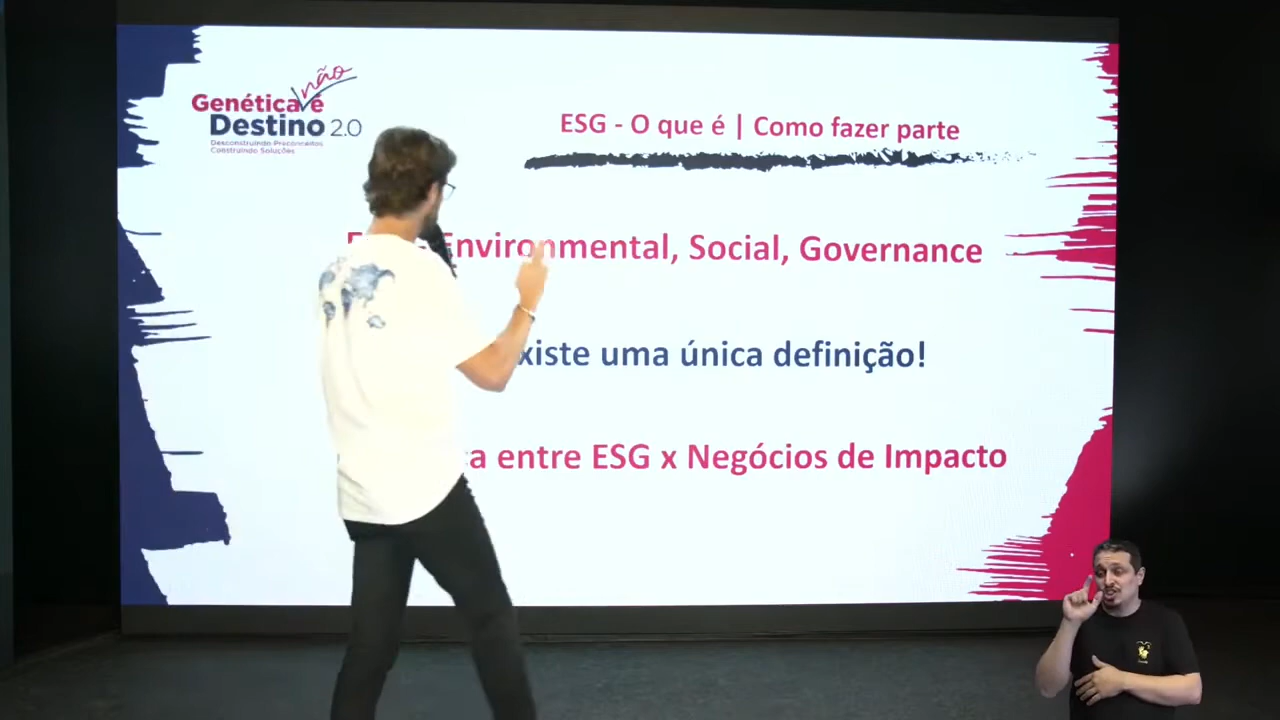 não
Genética é
Destino 2.0
Desconstruindo Preconceitos
Construindo Soluções
ESG - O que é | Como fazer parte
Environmental, Social, Governance
existe uma única definição!
entre ESG x Negócios de Impacto